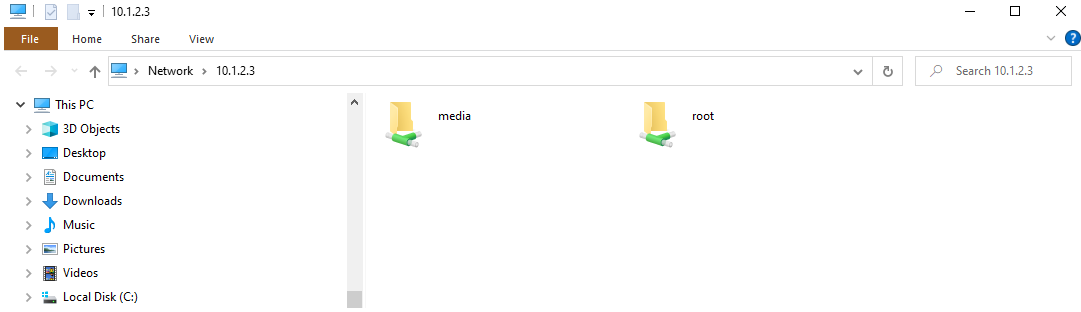 10.1.2.3
File Home Share View
Network 10.1.2.3 Search 10.1.2.3
This PC
3D Objects
Desktop
Documents
Downloads
Music
Pictures
Videos
Local Disk (C:)
media root